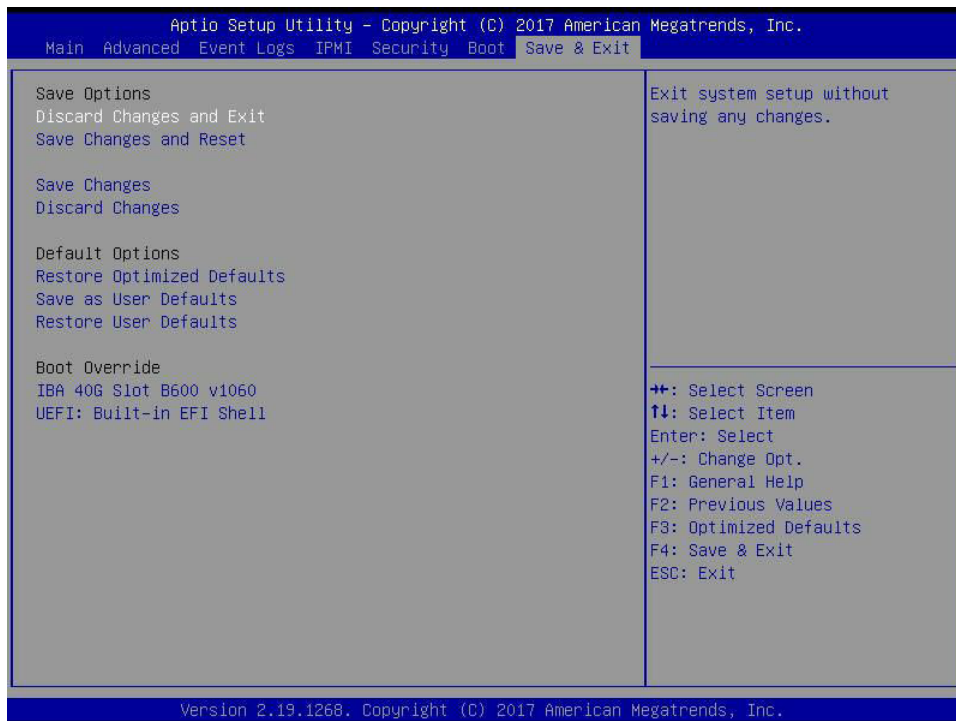 Aptio Setup Utility – Copyright (C) 2017 American Megatrends, Inc.
Main Advanced Event Logs IPMI Security Boot Save & Exit
Save Options
Discard Changes and Exit
Save Changes and Reset
Save Changes
Discard Changes
Default Options
Restore Optimized Defaults
Save as User Defaults
Restore User Defaults
Boot Override
IBA 40G Slot B600 v1060
UEFI: Built-in EFI Shell
Exit system setup without
saving any changes.
→←: Select Screen
↑↓: Select Item
Enter: Select
+/-: Change Opt.
F1: General Help
F2: Previous Values
F3: Optimized Defaults
F4: Save & Exit
ESC: Exit
Version 2.19.1268. Copyright (C) 2017 American Megatrends, Inc.